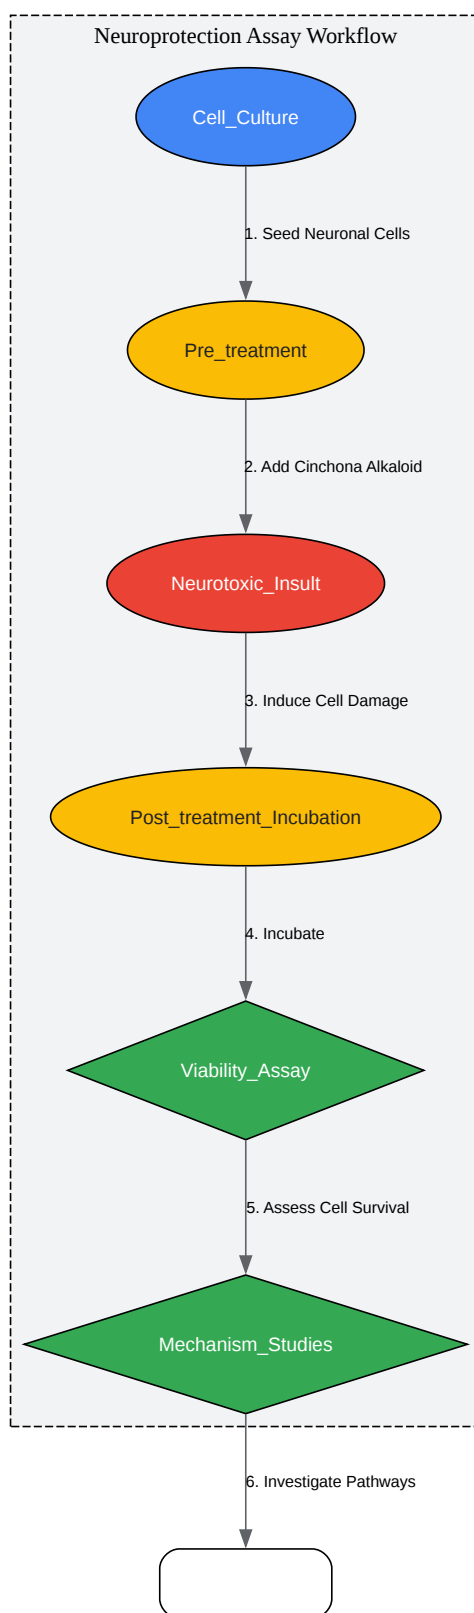 Neuroprotection Assay Workflow
Cell_Culture
1. Seed Neuronal Cells
Pre_treatment
2. Add Cinchona Alkaloid
Neurotoxic_Insult
3. Induce Cell Damage
Post_treatment_Incubation
4. Incubate
Viability_Assay
5. Assess Cell Survival
Mechanism_Studies
6. Investigate Pathways